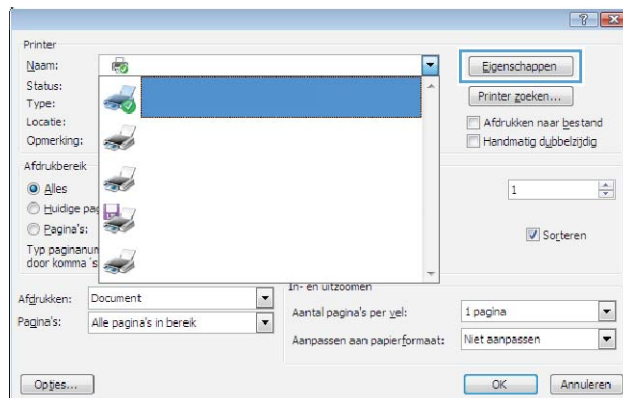 Printer
Naam:
Eigenschappen
Status:
Type:
Printer zoeken...
Locatie:
Afdrukken naar bestand
Opmerking:
Handmatig dubbelzijdig
Afdrukbereik
Alles
1
Huidige pag
Pagina's:
Sorteren
Typ paginanum
door komma's
In- en uitzoomen
Afdrukken:
Document
Aantal pagina's per vel:
1 pagina
Pagina's:
Alle pagina's in bereik
Aanpassen aan papierformaat:
Niet aanpassen
Opties...
OK
Annuleren